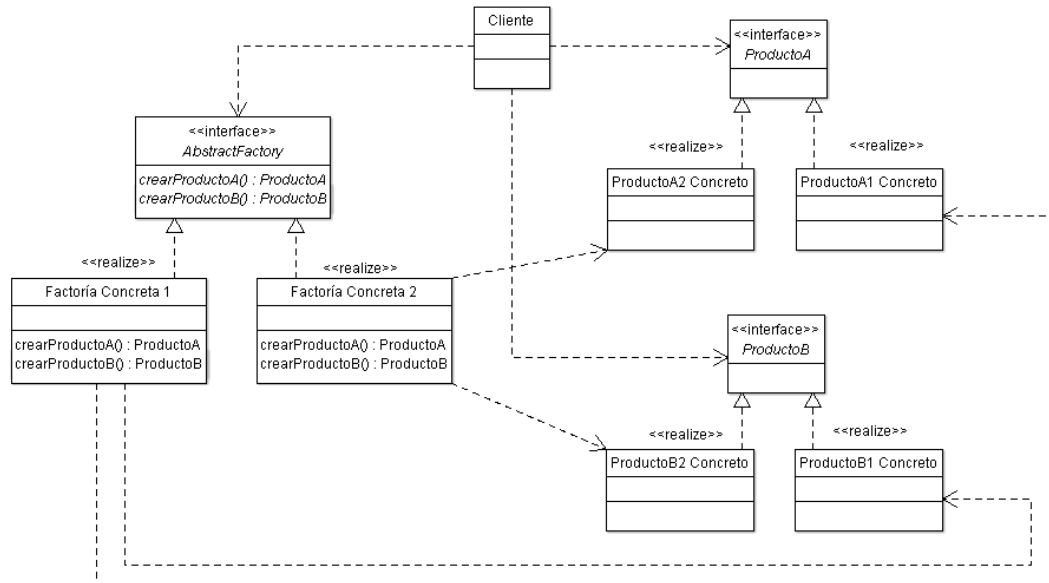 Cliente
<<interface>>
ProductoA
<<interface>>
AbstractFactory
crearProductoA() : ProductoA
crearProductoB() : ProductoB
<<realize>>
<<realize>>
ProductoA2 Concreto
ProductoA1 Concreto
<<realize>>
<<realize>>
Factoría Concreta 1
crearProductoA() : ProductoA
crearProductoB() : ProductoB
Factoría Concreta 2
crearProductoA() : ProductoA
crearProductoB() : ProductoB
<<interface>>
ProductoB
<<realize>>
<<realize>>
ProductoB2 Concreto
ProductoB1 Concreto